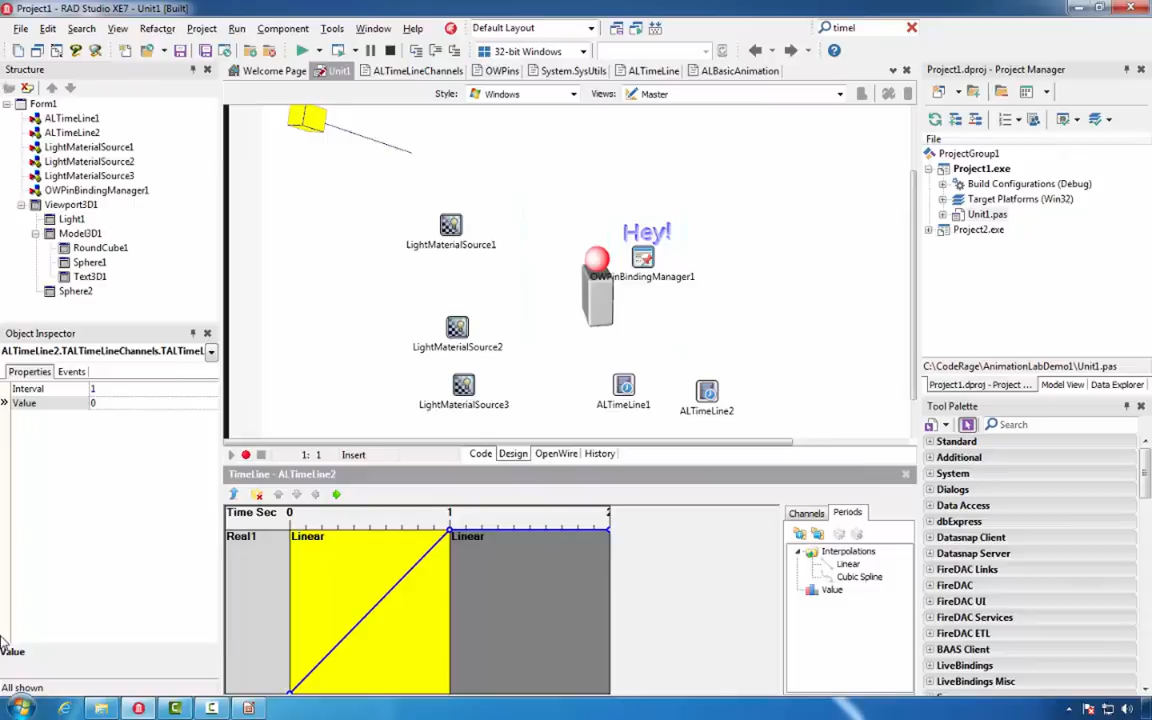 Project1 - RAD Studio XE7 - Unit1 [Built]
File Edit Search View Refactor Project Run Component Tools Window Help Default Layout timel
32-bit Windows
Structure
Welcome Page Unit1 ALTimeLineChannels OWPins System.SysUtils ALTimeLine ALBasicAnimation
Style: Windows Views: Master
Form1
ALTimeLine1
ALTimeLine2
LightMaterialSource1
LightMaterialSource2
LightMaterialSource3
OWPinBindingManager1
Viewport3D1
Light1
Model3D1
RoundCube1
Sphere1
Text3D1
Sphere2
Object Inspector
ALTimeLine2.TALTimeLineChannels.TALTimeL
Properties Events
Interval 1
Value 0
Value
All shown
LightMaterialSource1
Hey!
OWPinBindingManager1
LightMaterialSource2
LightMaterialSource3
ALTimeLine1
ALTimeLine2
1: 1 Insert Code Design OpenWire History
TimeLine - ALTimeLine2
Time Sec 0 1 2
Real1 Linear Linear
Channels Periods
Interpolations
Linear
Cubic Spline
Value
Project1.dproj - Project Manager
File
ProjectGroup1
Project1.exe
Build Configurations (Debug)
Target Platforms (Win32)
Unit1.pas
Project2.exe
C:\CodeRage\AnimationLabDemo1\Unit1.pas
Project1.dproj - Project ... Model View Data Explorer
Tool Palette
Search
Standard
Additional
System
Dialogs
Data Access
dbExpress
Datasnap Client
Datasnap Server
FireDAC
FireDAC Links
FireDAC UI
FireDAC Services
FireDAC ETL
BAAS Client
LiveBindings
LiveBindings Misc